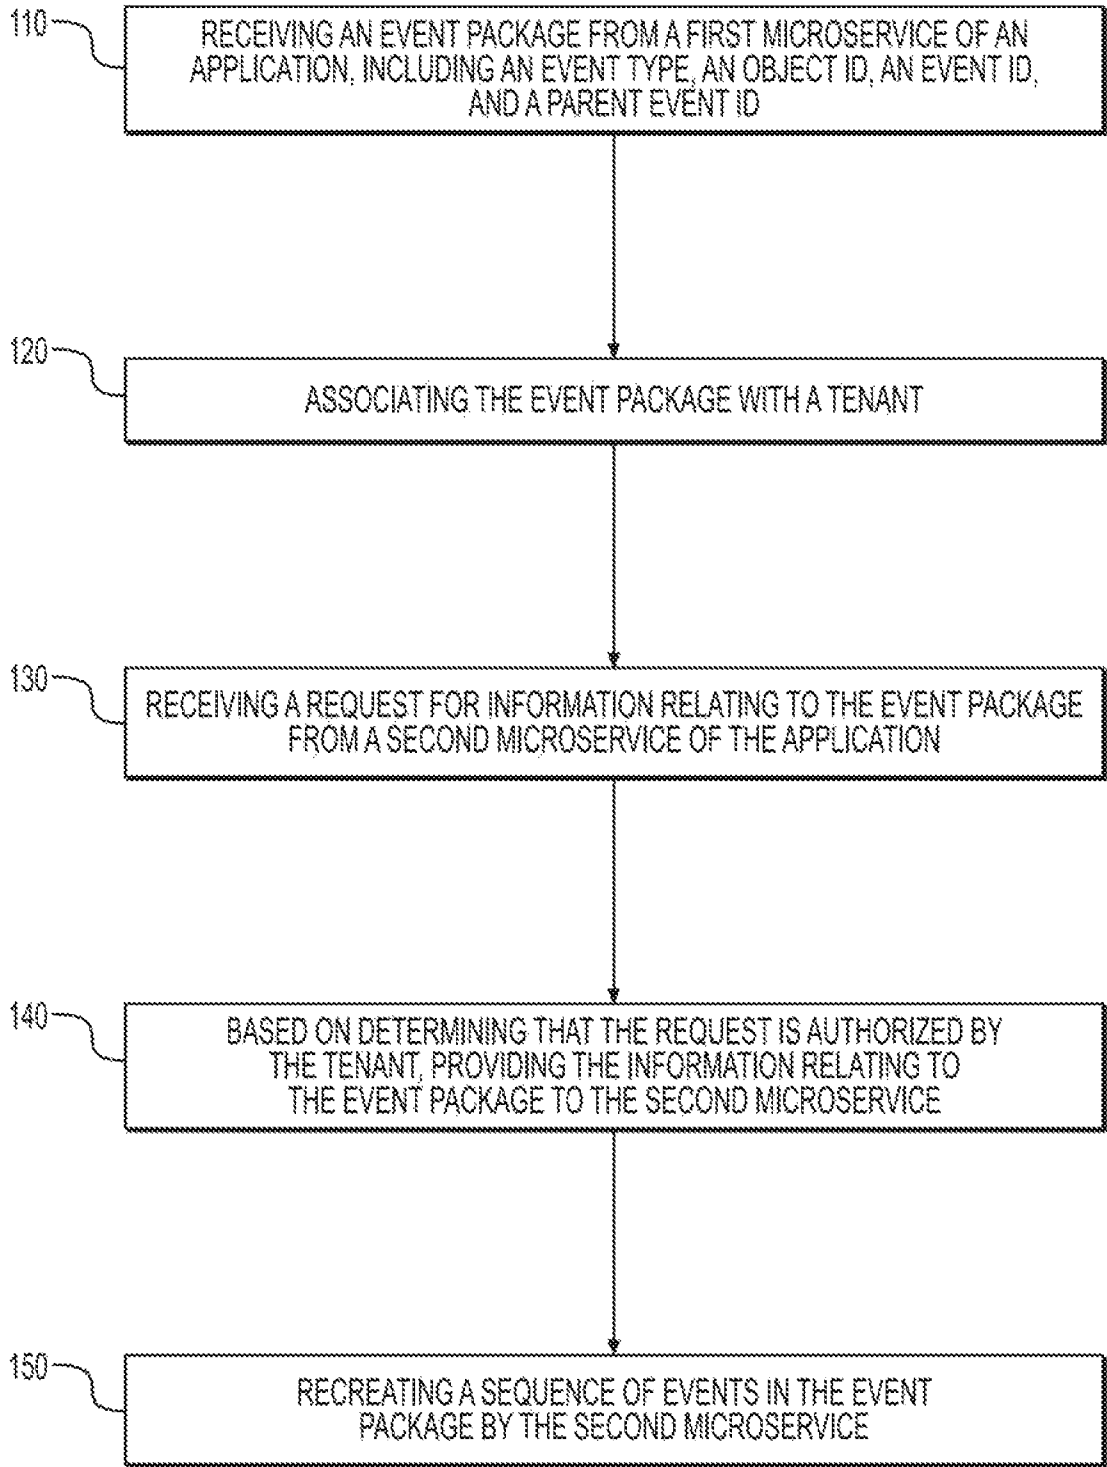 110
RECEIVING AN EVENT PACKAGE FROM A FIRST MICROSERVICE OF AN
APPLICATION, INCLUDING AN EVENT TYPE, AN OBJECT ID, AN EVENT ID,
AND A PARENT EVENT ID
120
ASSOCIATING THE EVENT PACKAGE WITH A TENANT
130
RECEIVING A REQUEST FOR INFORMATION RELATING TO THE EVENT PACKAGE
FROM A SECOND MICROSERVICE OF THE APPLICATION
140
BASED ON DETERMINING THAT THE REQUEST IS AUTHORIZED BY
THE TENANT, PROVIDING THE INFORMATION RELATING TO
THE EVENT PACKAGE TO THE SECOND MICROSERVICE
150
RECREATING A SEQUENCE OF EVENTS IN THE EVENT
PACKAGE BY THE SECOND MICROSERVICE